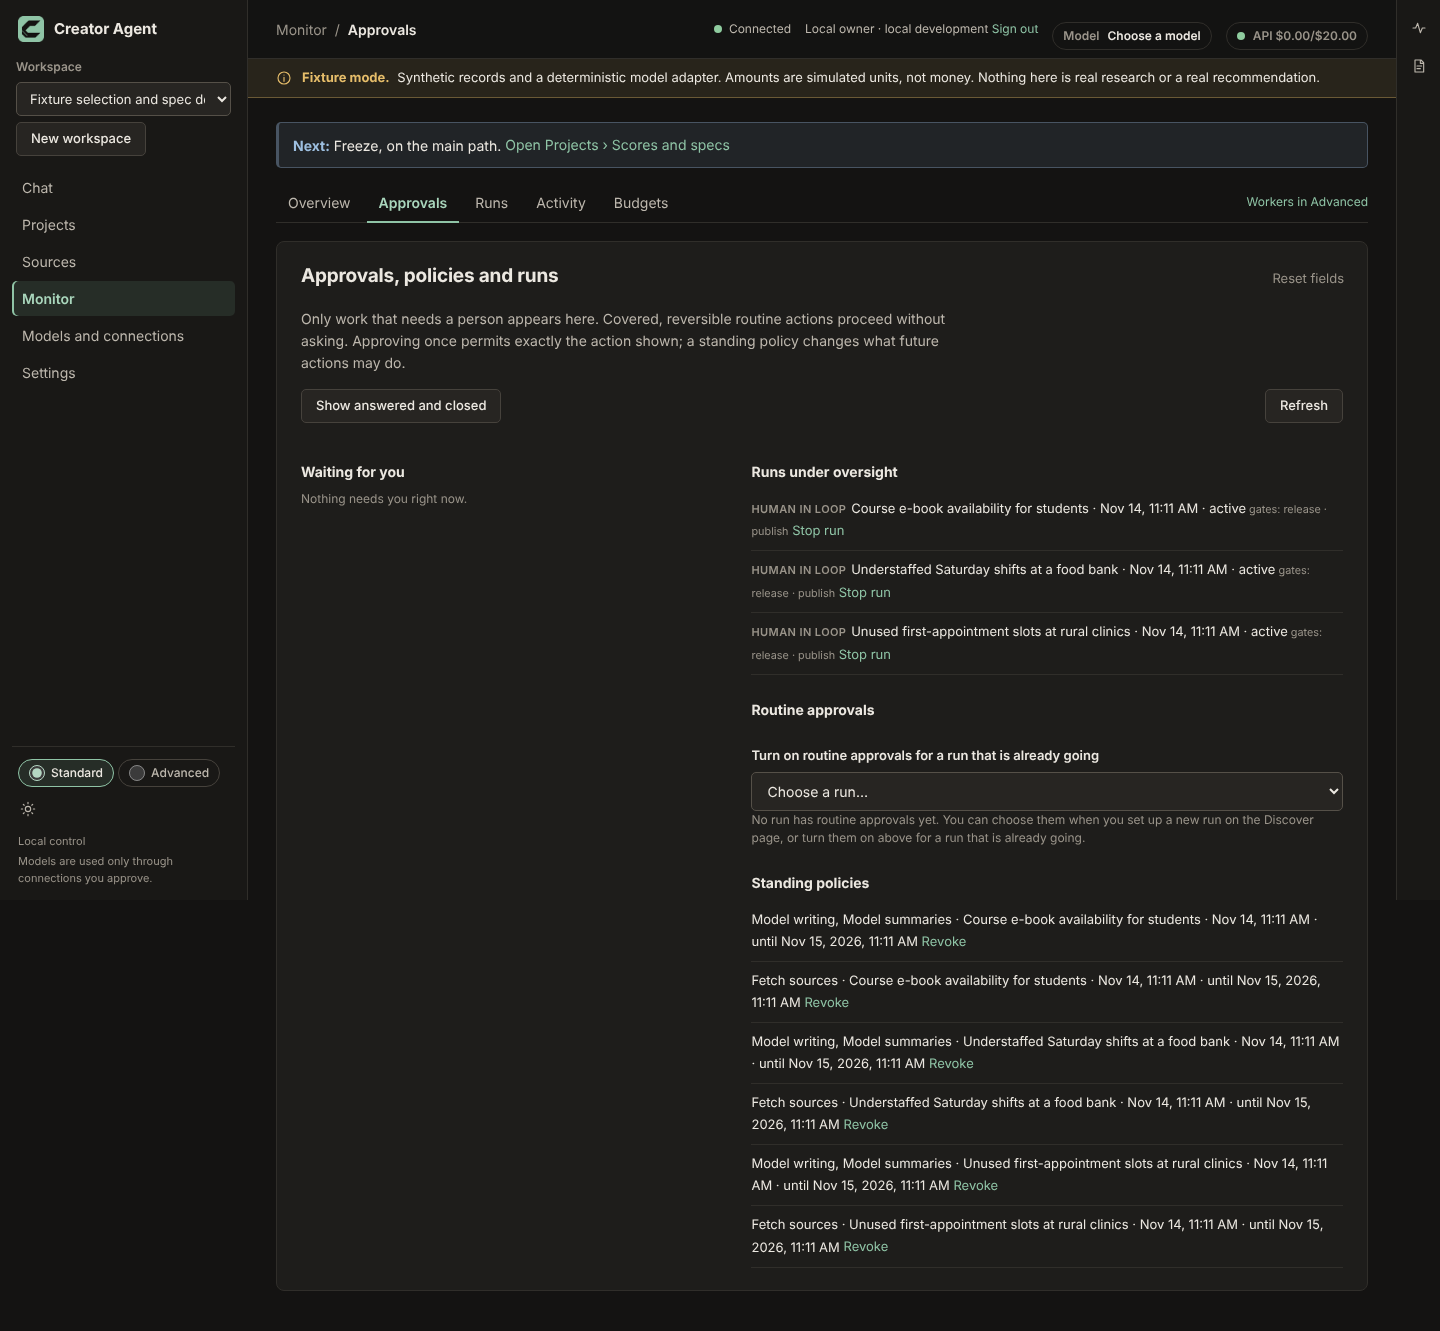 Creator Agent
Workspace
Fixture selection and spec d
New workspace
Chat
Projects
Sources
Monitor
Models and connections
Settings
Standard
Advanced
Local control
Models are used only through
connections you approve.
Monitor / Approvals
Connected
Local owner · local development Sign out
Model Choose a model
API $0.00/$20.00
Fixture mode. Synthetic records and a deterministic model adapter. Amounts are simulated units, not money. Nothing here is real research or a real recommendation.
Next: Freeze, on the main path. Open Projects › Scores and specs
Overview
Approvals
Runs
Activity
Budgets
Workers in Advanced
Approvals, policies and runs
Reset fields
Only work that needs a person appears here. Covered, reversible routine actions proceed without
asking. Approving once permits exactly the action shown; a standing policy changes what future
actions may do.
Show answered and closed
Refresh
Waiting for you
Nothing needs you right now.
Runs under oversight
HUMAN IN LOOP Course e-book availability for students · Nov 14, 11:11 AM · active gates: release ·
publish Stop run
HUMAN IN LOOP Understaffed Saturday shifts at a food bank · Nov 14, 11:11 AM · active gates:
release · publish Stop run
HUMAN IN LOOP Unused first-appointment slots at rural clinics · Nov 14, 11:11 AM · active gates:
release · publish Stop run
Routine approvals
Turn on routine approvals for a run that is already going
Choose a run...
No run has routine approvals yet. You can choose them when you set up a new run on the Discover
page, or turn them on above for a run that is already going.
Standing policies
Model writing, Model summaries · Course e-book availability for students · Nov 14, 11:11 AM ·
until Nov 15, 2026, 11:11 AM Revoke
Fetch sources · Course e-book availability for students · Nov 14, 11:11 AM · until Nov 15, 2026,
11:11 AM Revoke
Model writing, Model summaries · Understaffed Saturday shifts at a food bank · Nov 14, 11:11 AM
· until Nov 15, 2026, 11:11 AM Revoke
Fetch sources · Understaffed Saturday shifts at a food bank · Nov 14, 11:11 AM · until Nov 15,
2026, 11:11 AM Revoke
Model writing, Model summaries · Unused first-appointment slots at rural clinics · Nov 14, 11:11
AM · until Nov 15, 2026, 11:11 AM Revoke
Fetch sources · Unused first-appointment slots at rural clinics · Nov 14, 11:11 AM · until Nov 15,
2026, 11:11 AM Revoke